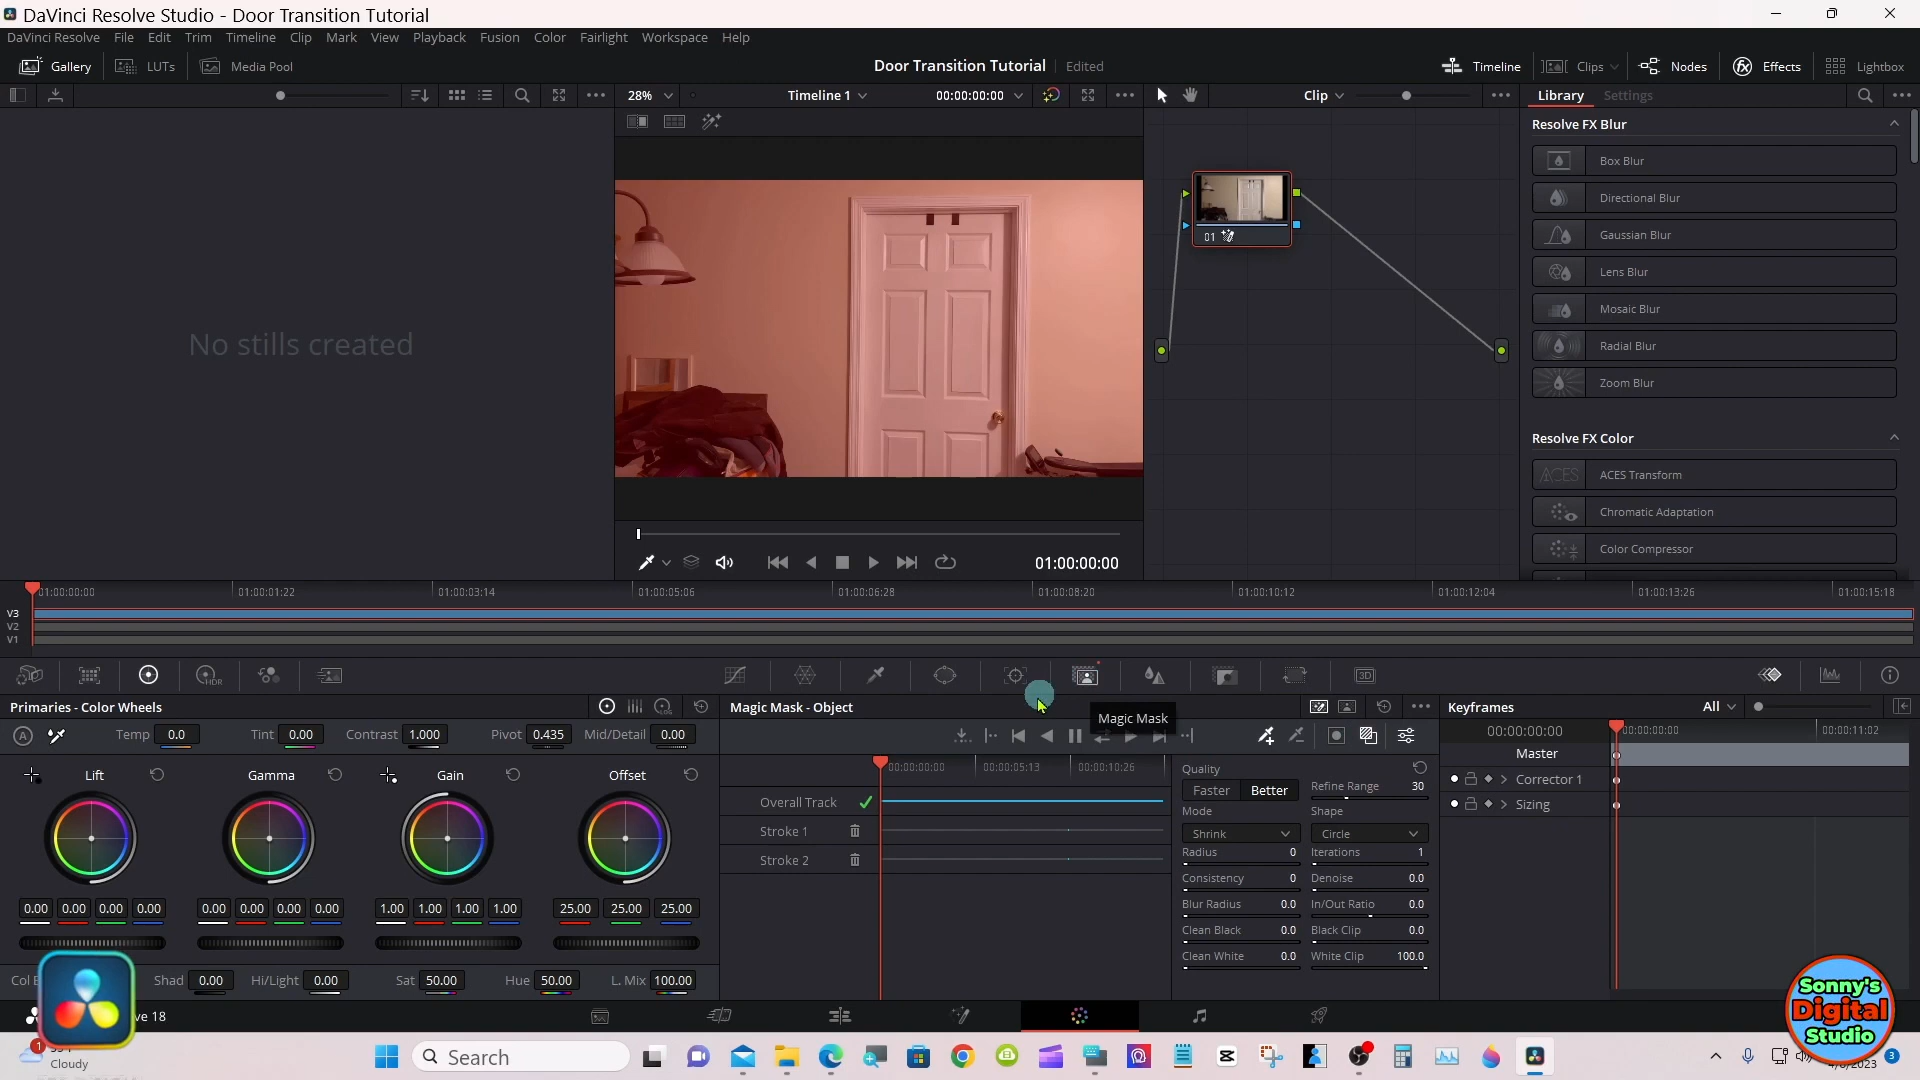 DaVinci Resolve Studio - Door Transition Tutorial
DaVinci Resolve File Edit Trim Timeline Clip Mark View Playback Fusion Color Fairlight Workspace Help
Gallery LUTs Media Pool Door Transition Tutorial Edited Timeline Clips Nodes Effects Lightbox
28% Timeline 1 00:00:00:00 Clip Library Settings
Resolve FX Blur
Box Blur
Directional Blur
01
Gaussian Blur
Lens Blur
Mosaic Blur
No stills created
Radial Blur
Zoom Blur
Resolve FX Color
ACES ACES Transform
Chromatic Adaptation
Color Compressor
01:00:00:00
01:00:00:00 01:00:01:22 01:00:03:14 01:00:05:06 01:00:06:28 01:00:08:20 01:00:10:12 01:00:12:04 01:00:13:26 01:00:15:18
V3
V2
V1
HDR 3D
Primaries - Color Wheels Magic Mask - Object Keyframes All
Magic Mask
A Temp 0.0 Tint 0.00 Contrast 1.000 Pivot 0.435 Mid/Detail 0.00
00:00:00:00 00:00:00:00 00:00:11:02
Master
Lift Gamma Gain Offset
00:00:00:00 00:00:05:13 00:00:10:26
Quality
Faster Better Refine Range 30
Corrector 1
Sizing
Overall Track
Mode Shape
Stroke 1
Shrink Circle
Radius 0 Iterations 1
Stroke 2
Consistency 0 Denoise 0.0
Blur Radius 0.0 In/Out Ratio 0.0
Clean Black 0.0 Black Clip 0.0
Clean White 0.0 White Clip 100.0
0.00 0.00 0.00 0.00 0.00 0.00 0.00 0.00 1.00 1.00 1.00 1.00 25.00 25.00 25.00
Shad 0.00 Hi/Light 0.00 Sat 50.00 Hue 50.00 L. Mix 100.00
Sonny's
Digital
Studio
18
1
Cloudy
Search
3